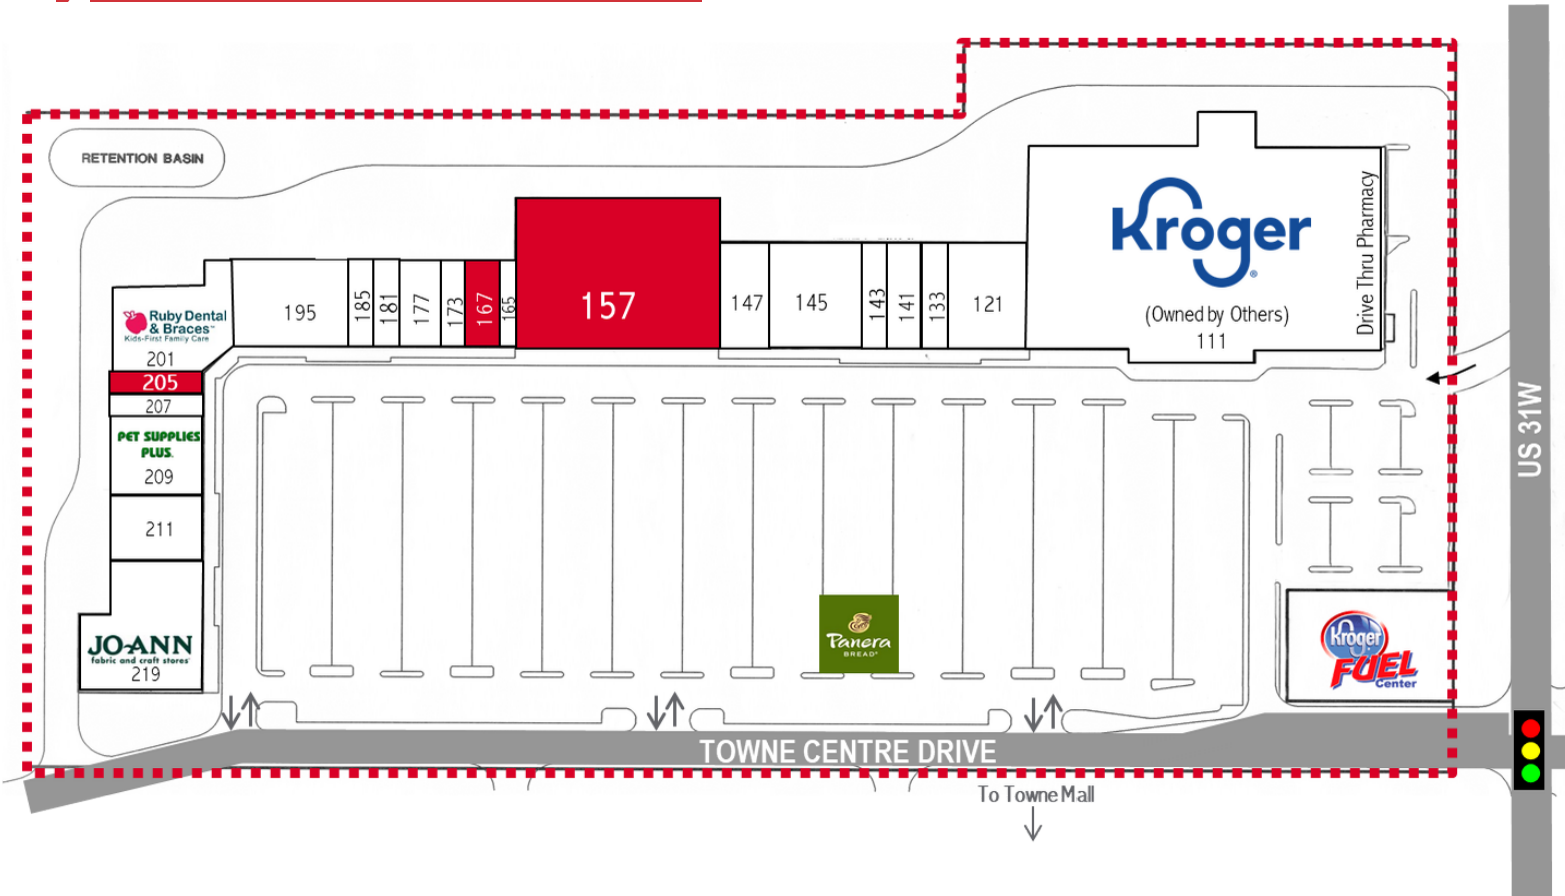 RETENTION BASIN
Ruby Dental
& Braces™
Kids-First Family Care
201
205
207
PET SUPPLIES
PLUS.
209
211
JO-ANN
fabric and craft stores®
219
195
185
181
177
173
167
165
157
147
145
143
141
133
121
Kroger®
(Owned by Others)
111
Drive Thru Pharmacy
US 31W
Panera
BREAD®
Kroger
FUEL
Center
TOWNE CENTRE DRIVE
To Towne Mall